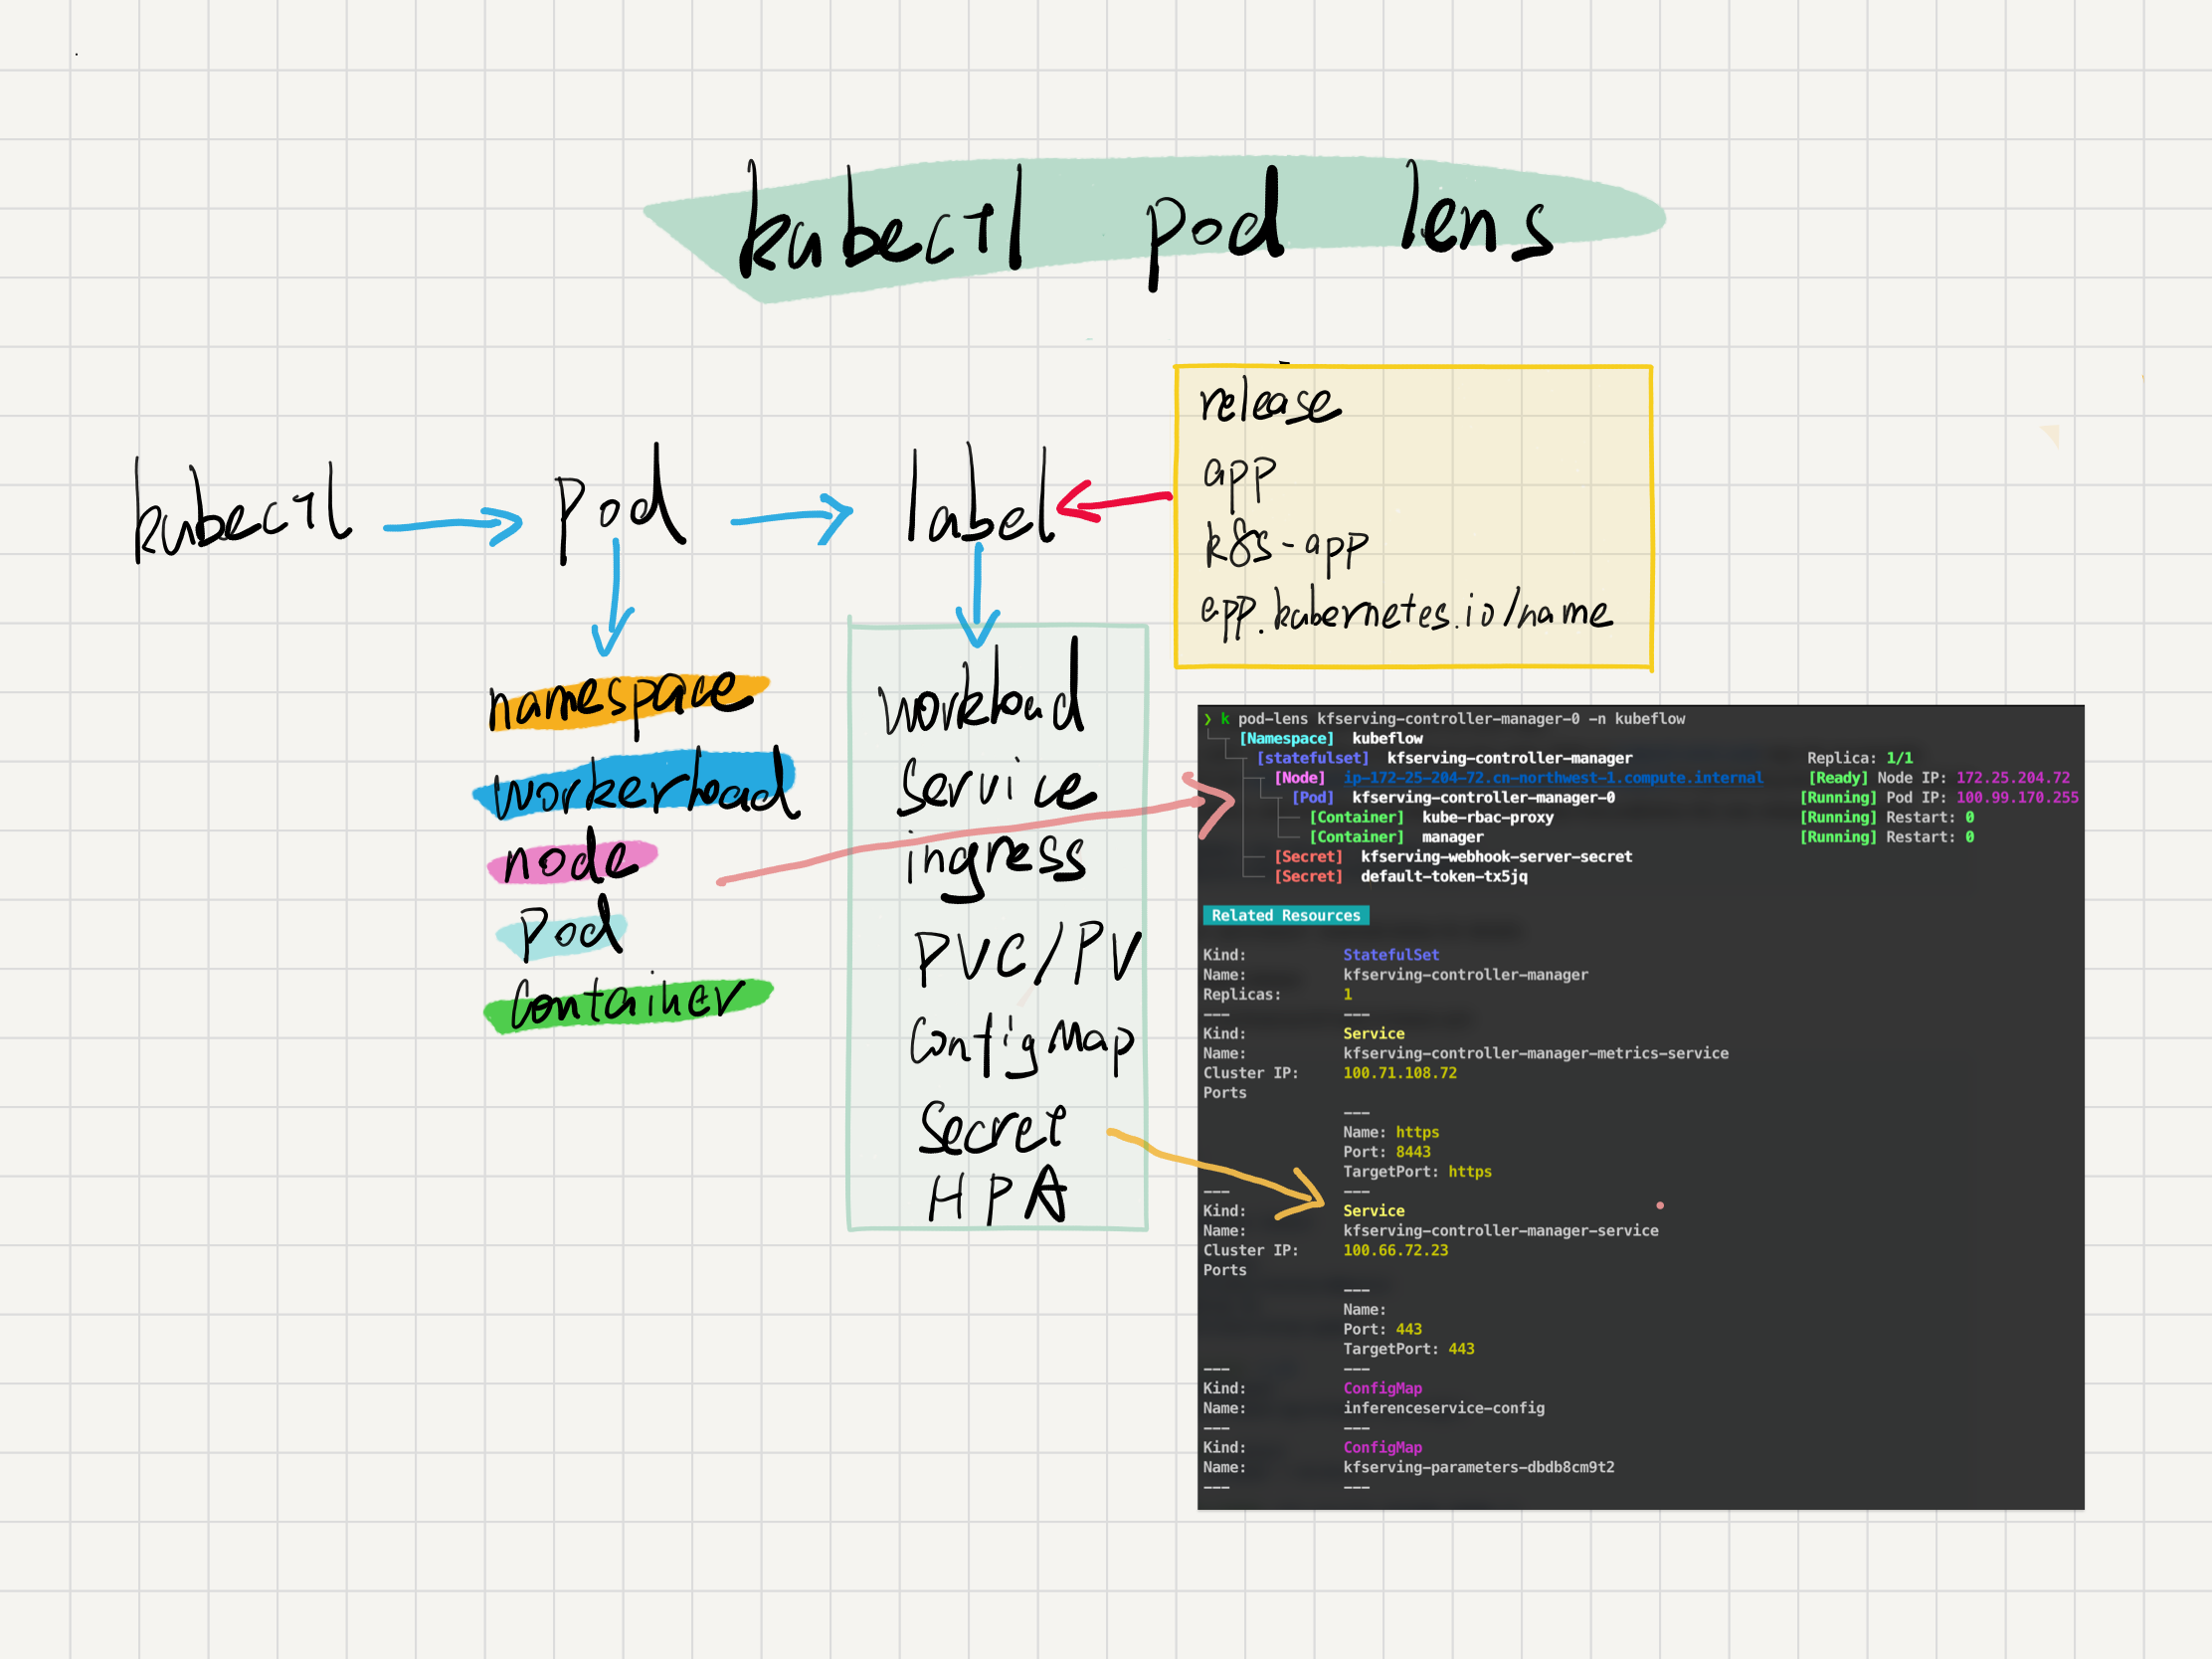 kubectl pod lens
kubectl
Pod
label
release
app
k8s-app
app.kubernetes.io/name
namespace
workerload
node
Pod
Container
workload
Service
ingress
PVC/PV
ConfigMap
Secret
HPA
❯ k pod-lens kfserving-controller-manager-0 -n kubeflow
[Namespace] kubeflow
[statefulset] kfserving-controller-manager Replica: 1/1
[Node] ip-172-25-204-72.cn-northwest-1.compute.internal [Ready] Node IP: 172.25.204.72
[Pod] kfserving-controller-manager-0 [Running] Pod IP: 100.99.170.255
[Container] kube-rbac-proxy [Running] Restart: 0
[Container] manager [Running] Restart: 0
[Secret] kfserving-webhook-server-secret
[Secret] default-token-tx5jq
Related Resources
Kind: StatefulSet
Name: kfserving-controller-manager
Replicas: 1
--- ---
Kind: Service
Name: kfserving-controller-manager-metrics-service
Cluster IP: 100.71.108.72
Ports
---
Name: https
Port: 8443
TargetPort: https
--- ---
Kind: Service
Name: kfserving-controller-manager-service
Cluster IP: 100.66.72.23
Ports
---
Name:
Port: 443
TargetPort: 443
--- ---
Kind: ConfigMap
Name: inferenceservice-config
--- ---
Kind: ConfigMap
Name: kfserving-parameters-dbdb8cm9t2
--- ---